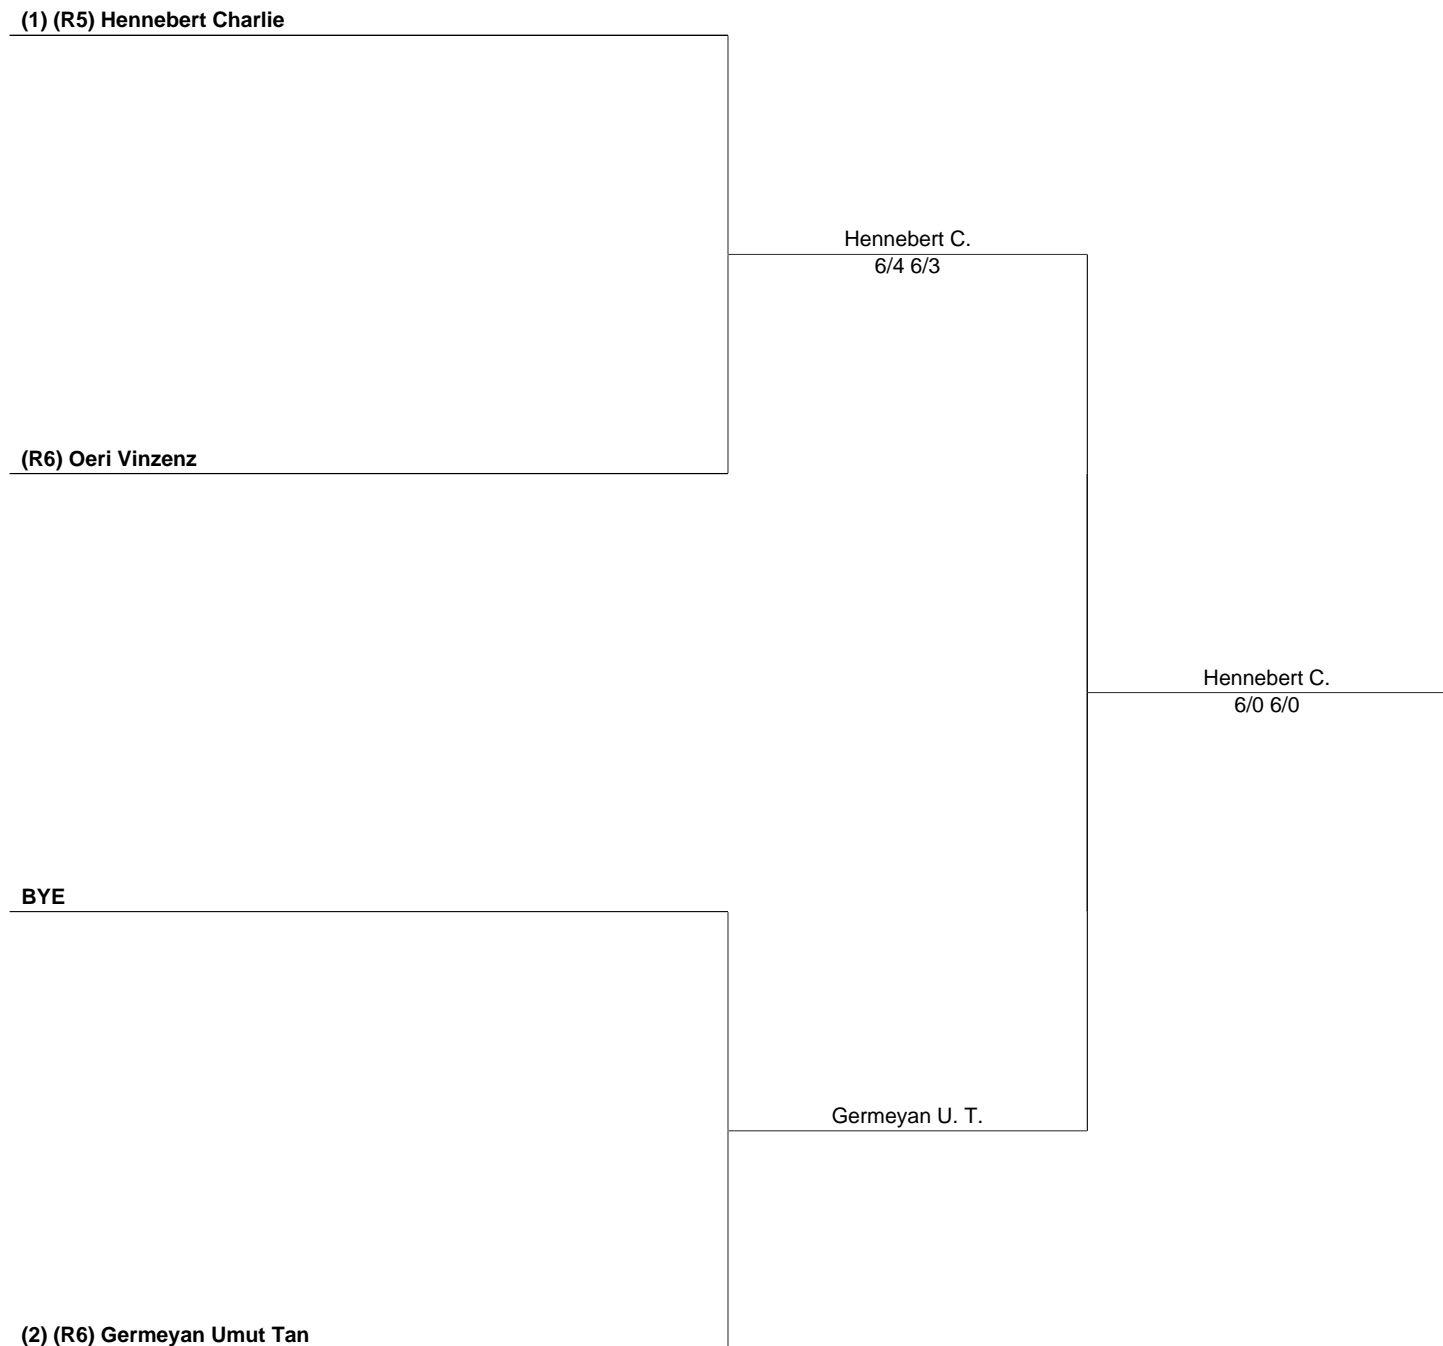 (1) (R5) Hennebert Charlie
Hennebert C.
6/4 6/3
(R6) Oeri Vinzenz
Hennebert C.
6/0 6/0
BYE
Germeyan U. T.
(2) (R6) Germeyan Umut Tan